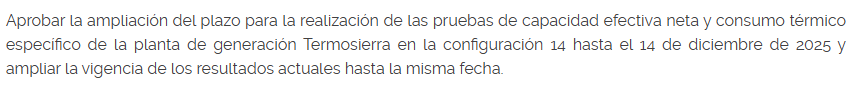 Aprobar la ampliación del plazo para la realización de las pruebas de capacidad efectiva neta y consumo térmico
específico de la planta de generación Termosierra en la configuración 14 hasta el 14 de diciembre de 2025 y
ampliar la vigencia de los resultados actuales hasta la misma fecha.